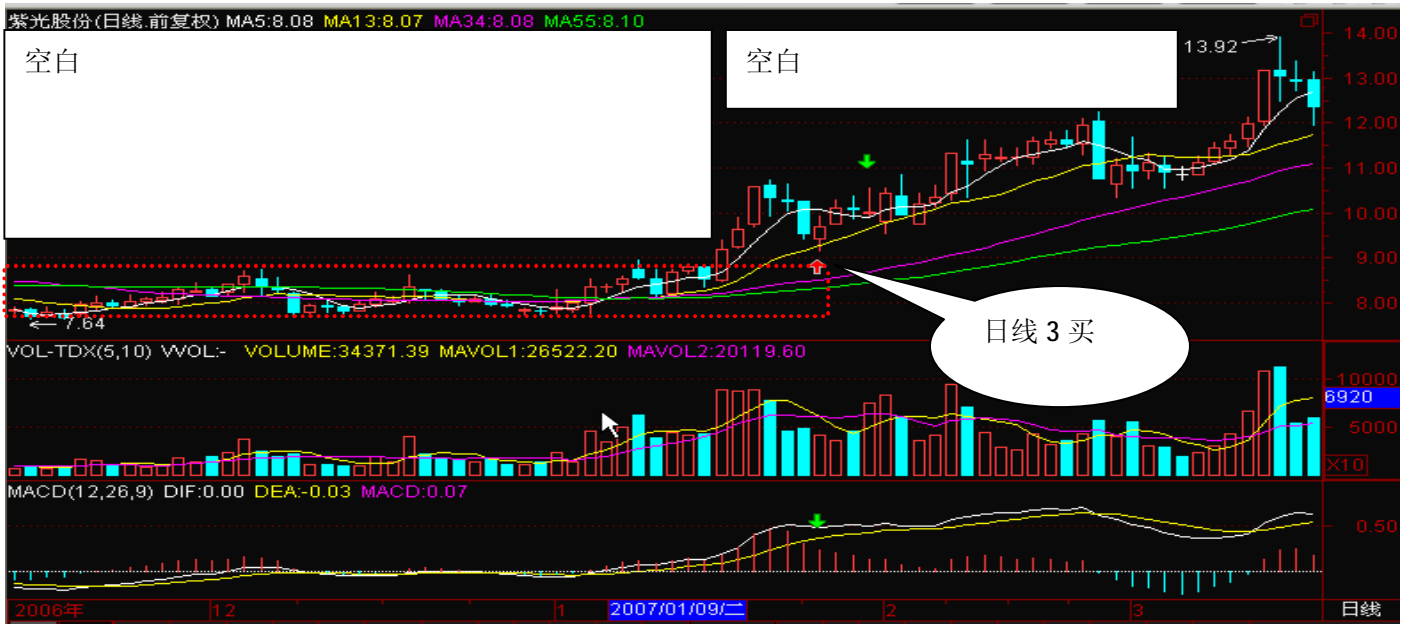 紫光股份(日线.前复权) MA5:8.08 MA13:8.07 MA34:8.08 MA55:8.10
空白
空白
13.92
14.00
13.00
12.00
11.00
10.00
9.00
8.00
7.64
日线 3 买
VOL-TDX(5,10) VVOL:- VOLUME:34371.39 MAVOL1:26522.20 MAVOL2:20119.60
10000
6920
5000
X10
MACD(12,26,9) DIF:0.00 DEA:-0.03 MACD:0.07
0.50
2006年 12 1 2007/01/09/二 2 3 日线